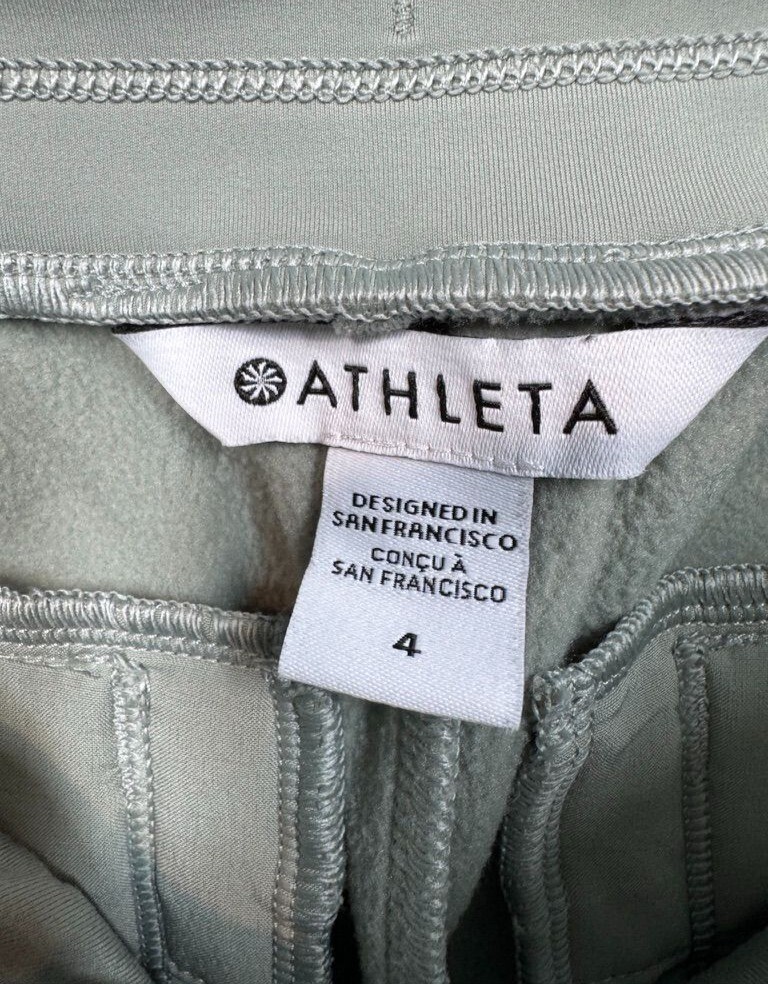 ATHLETA
DESIGNED IN
SAN FRANCISCO
CONÇU À
SAN FRANCISCO
4